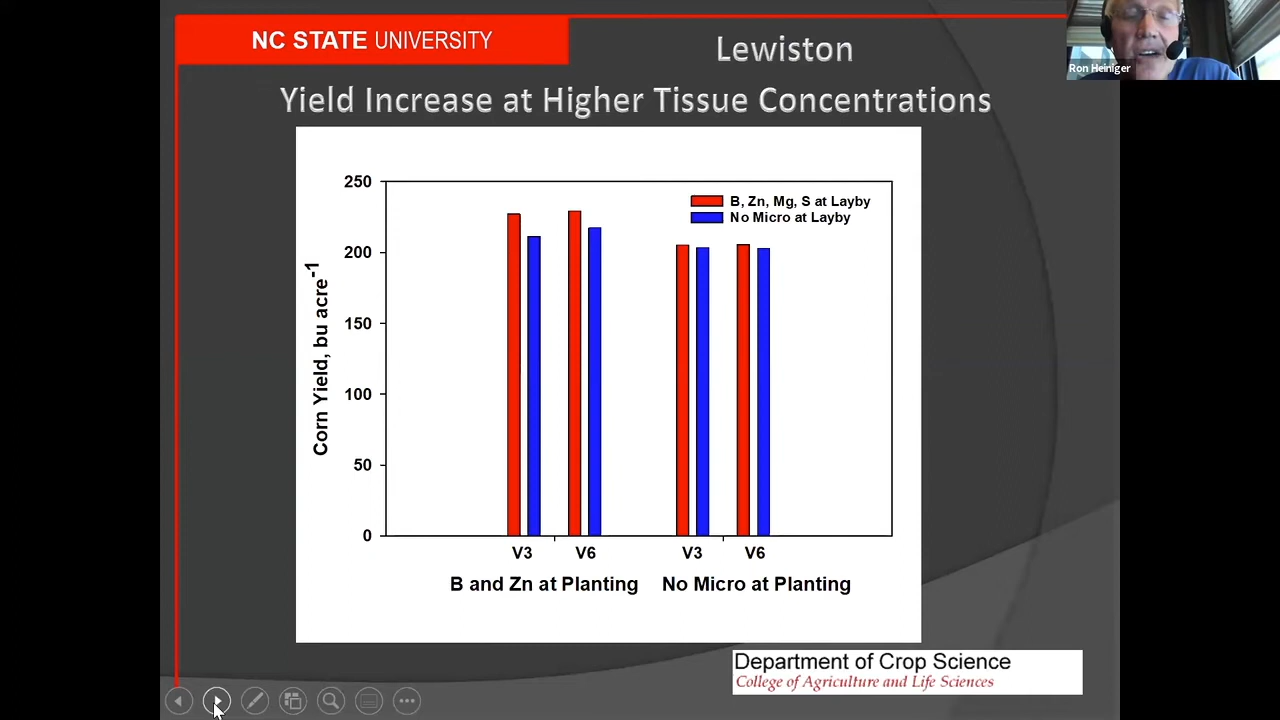 NC STATE UNIVERSITY
Lewiston
Ron Heiniger
Yield Increase at Higher Tissue Concentrations
B, Zn, Mg, S at Layby
No Micro at Layby
Corn Yield, bu acre⁻¹
250
200
150
100
50
0
V3 V6 V3 V6
B and Zn at Planting No Micro at Planting
Department of Crop Science
College of Agriculture and Life Sciences